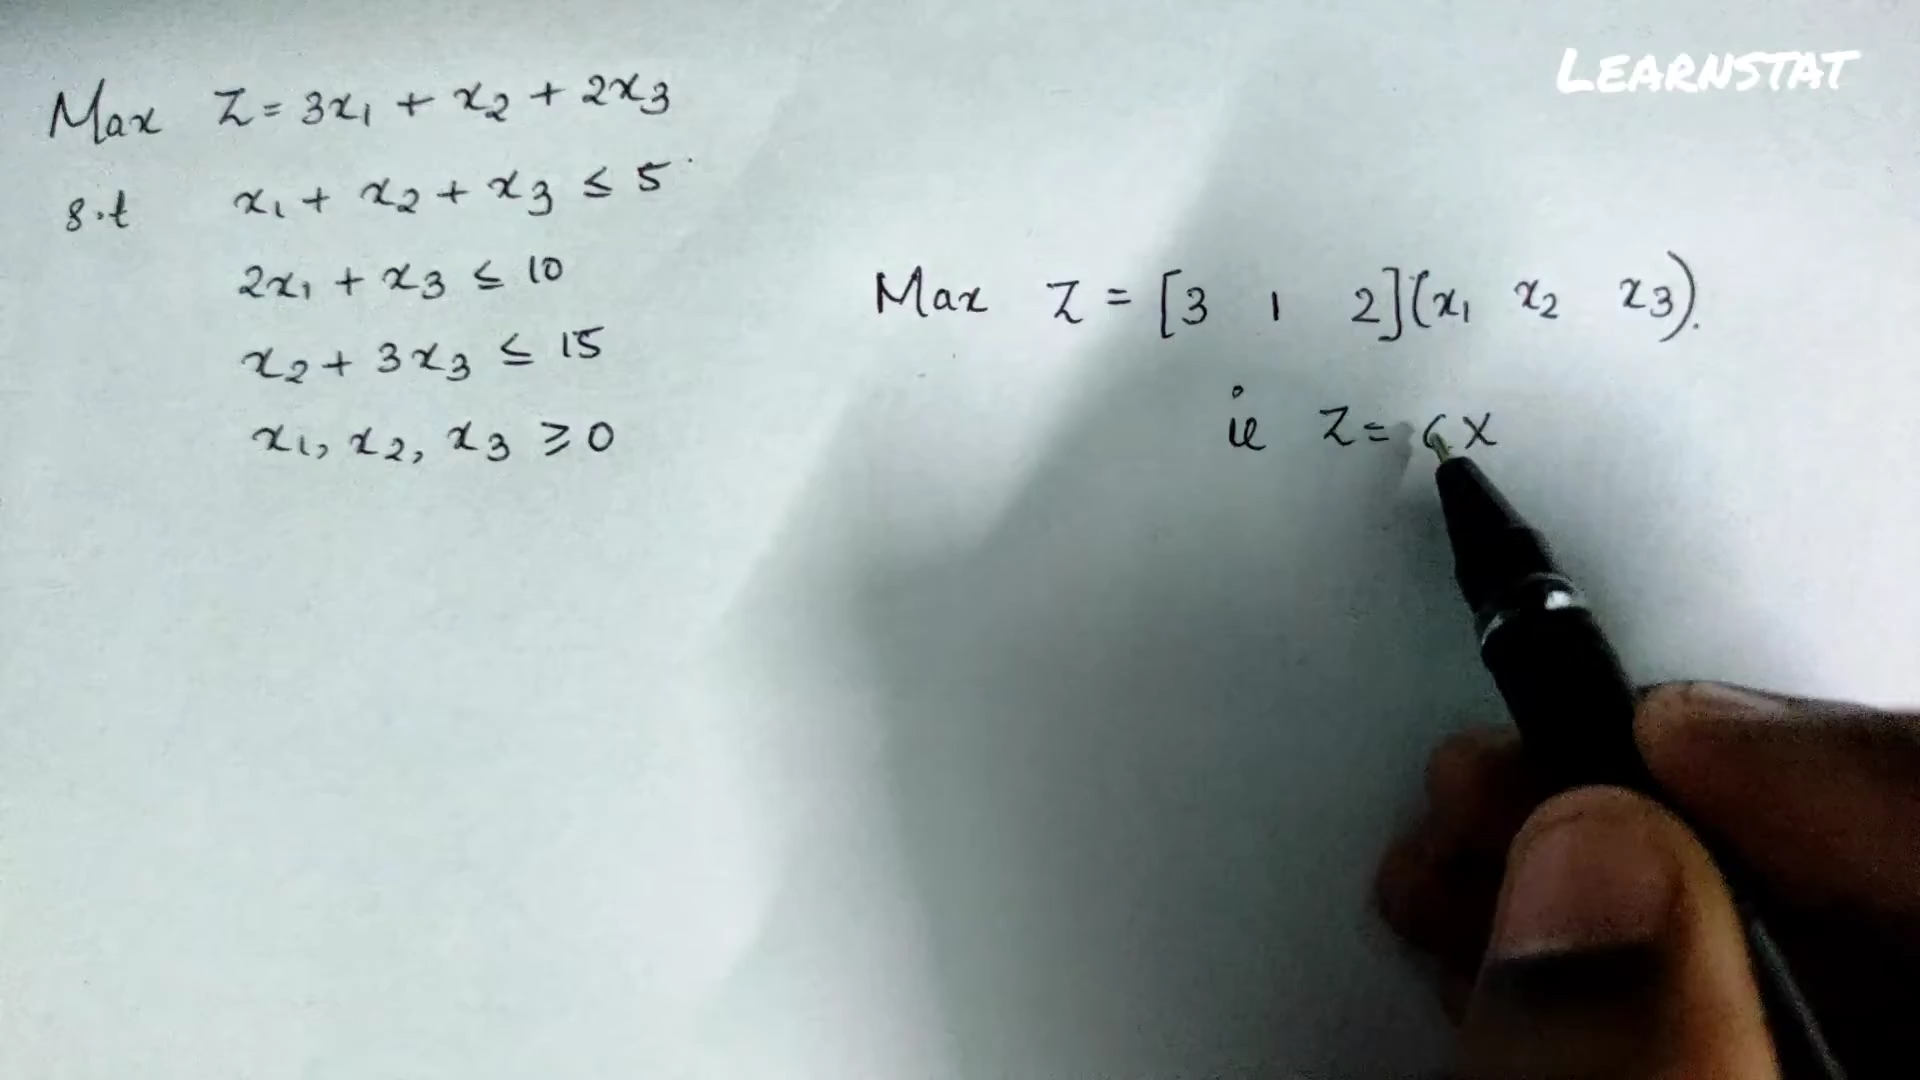 LEARNSTAT
Max Z = 3x₁ + x₂ + 2x₃
s.t x₁ + x₂ + x₃ ≤ 5
2x₁ + x₃ ≤ 10
x₂ + 3x₃ ≤ 15
x₁, x₂, x₃ ≥ 0
Max Z = [3 1 2](x₁ x₂ x₃).
ie Z = CX